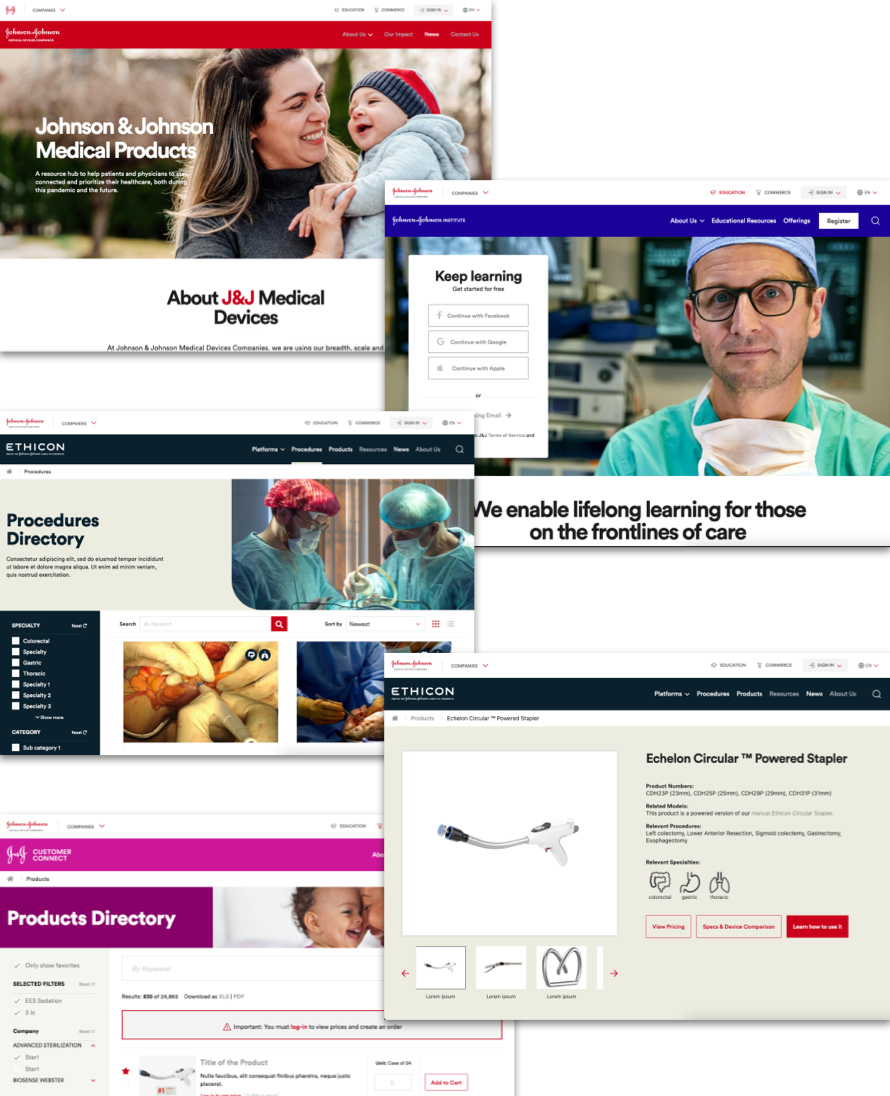 COMPANIES
EDUCATION
COMMERCE
SIGN IN
EN
Johnson & Johnson
MEDICAL DEVICES COMPANIES
About Us
Our Impact
News
Contact Us
Johnson & Johnson
Medical Products
A resource hub to help patients and physicians to stay
connected and prioritize their healthcare, both during
this pandemic and the future.
About J&J Medical
Devices
At Johnson & Johnson Medical Devices Companies, we are using our breadth, scale and
Johnson & Johnson
COMPANIES
EDUCATION
COMMERCE
SIGN IN
EN
Johnson & Johnson INSTITUTE
About Us
Educational Resources
Offerings
Register
Keep learning
Get started for free
Continue with Facebook
Continue with Google
Continue with Apple
or
Email
J&J Terms of Service and
We enable lifelong learning for those
on the frontlines of care
Johnson & Johnson
COMPANIES
EDUCATION
COMMERCE
SIGN IN
EN
ETHICON
Platforms
Procedures
Products
Resources
News
About Us
Procedures
Procedures
Directory
Consectetur adipiscing elit, sed do eiusmod tempor incididunt
ut labore et dolore magna aliqua. Ut enim ad minim veniam,
quis nostrud exercitation.
SPECIALTY
Reset
Colorectal
Specialty
Gastric
Thoracic
Specialty 1
Specialty 2
Specialty 3
Show more
CATEGORY
Reset
Sub category 1
Search
By Keyword
Sort by
Newest
Johnson & Johnson
COMPANIES
EDUCATION
COMMERCE
SIGN IN
EN
ETHICON
Platforms
Procedures
Products
Resources
News
About Us
Products
Echelon Circular ™ Powered Stapler
Echelon Circular ™ Powered Stapler
Product Numbers:
CDH23P (23mm), CDH25P (25mm), CDH29P (29mm), CDH31P (31mm)
Related Models:
This product is a powered version of our manual Ethicon Circular Stapler.
Relevant Procedures:
Left colectomy, Lower Anterior Resection, Sigmoid colectemy, Gastrectomy,
Esophagectomy
Relevant Specialties:
colorectal
gastric
thoracic
View Pricing
Specs & Device Comparison
Learn how to use it
Lorem ipsum
Lorem ipsum
Lorem ipsum
Johnson & Johnson
COMPANIES
EDUCATION
J&J
CUSTOMER
CONNECT
Products
Products Directory
Only show favorites
SELECTED FILTERS
Reset
EES Sedation
3 in
Company
Reset
ADVANCED STERILIZATION
Ster1
Ster1
BIOSENSE WEBSTER
By Keyword
Results: 835 of 24,865
Download as XLS | PDF
Important: You must log-in to view prices and create an order
Title of the Product
Nulla faucibus, elit consequat finibus pharetra, neque justo
placerat.
#1
Unit: Case of 24
0
Add to Cart